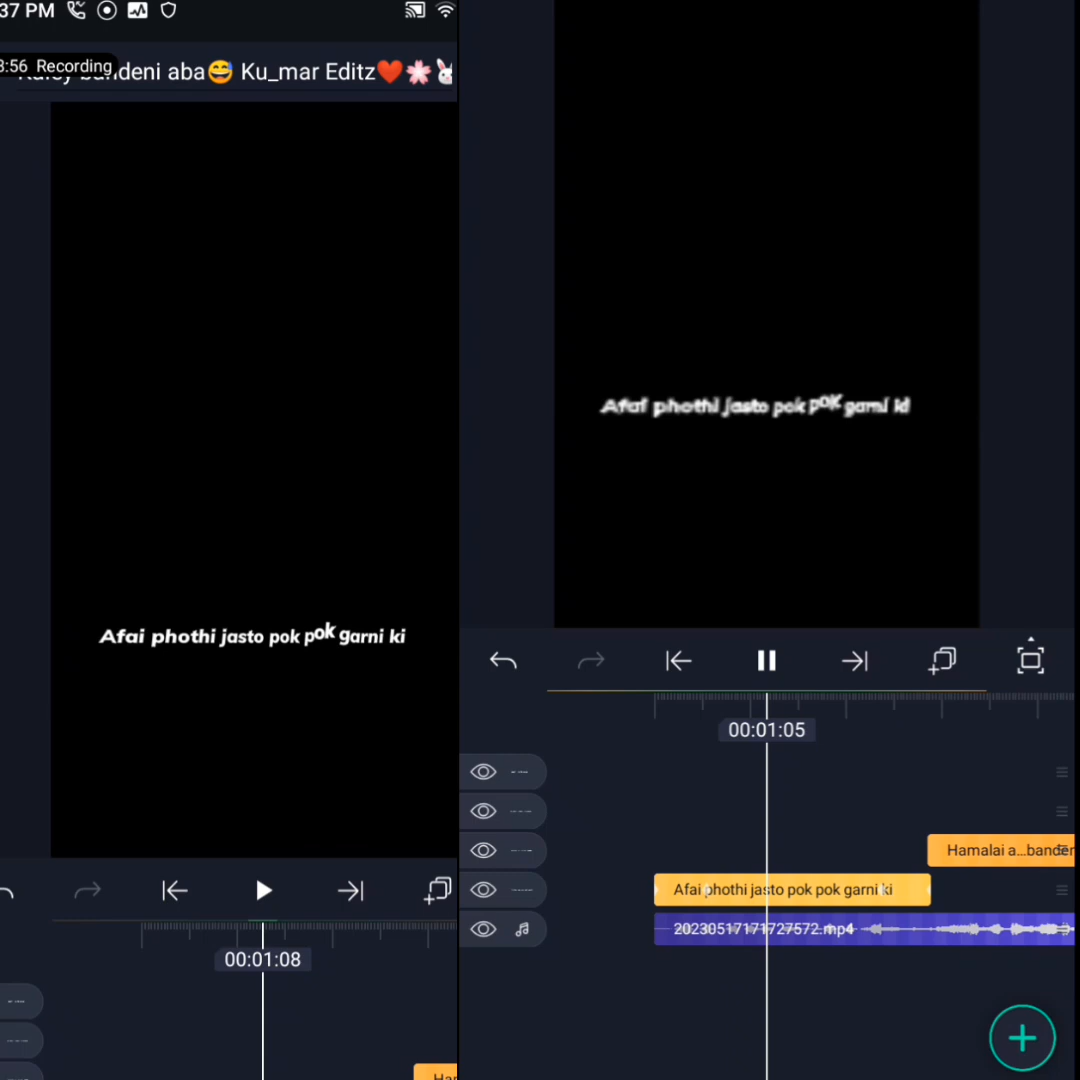 37 PM
3:56 Recording
bandeni aba😅 Ku_mar Editz❤️🌸🐰
Afai phothi jasto pok pok garni ki
00:01:08
Afai phothi jasto pok pok garni ki
00:01:05
Hamalai a...banden
Afai phothi jasto pok pok garni ki
20230517171727572.mp4